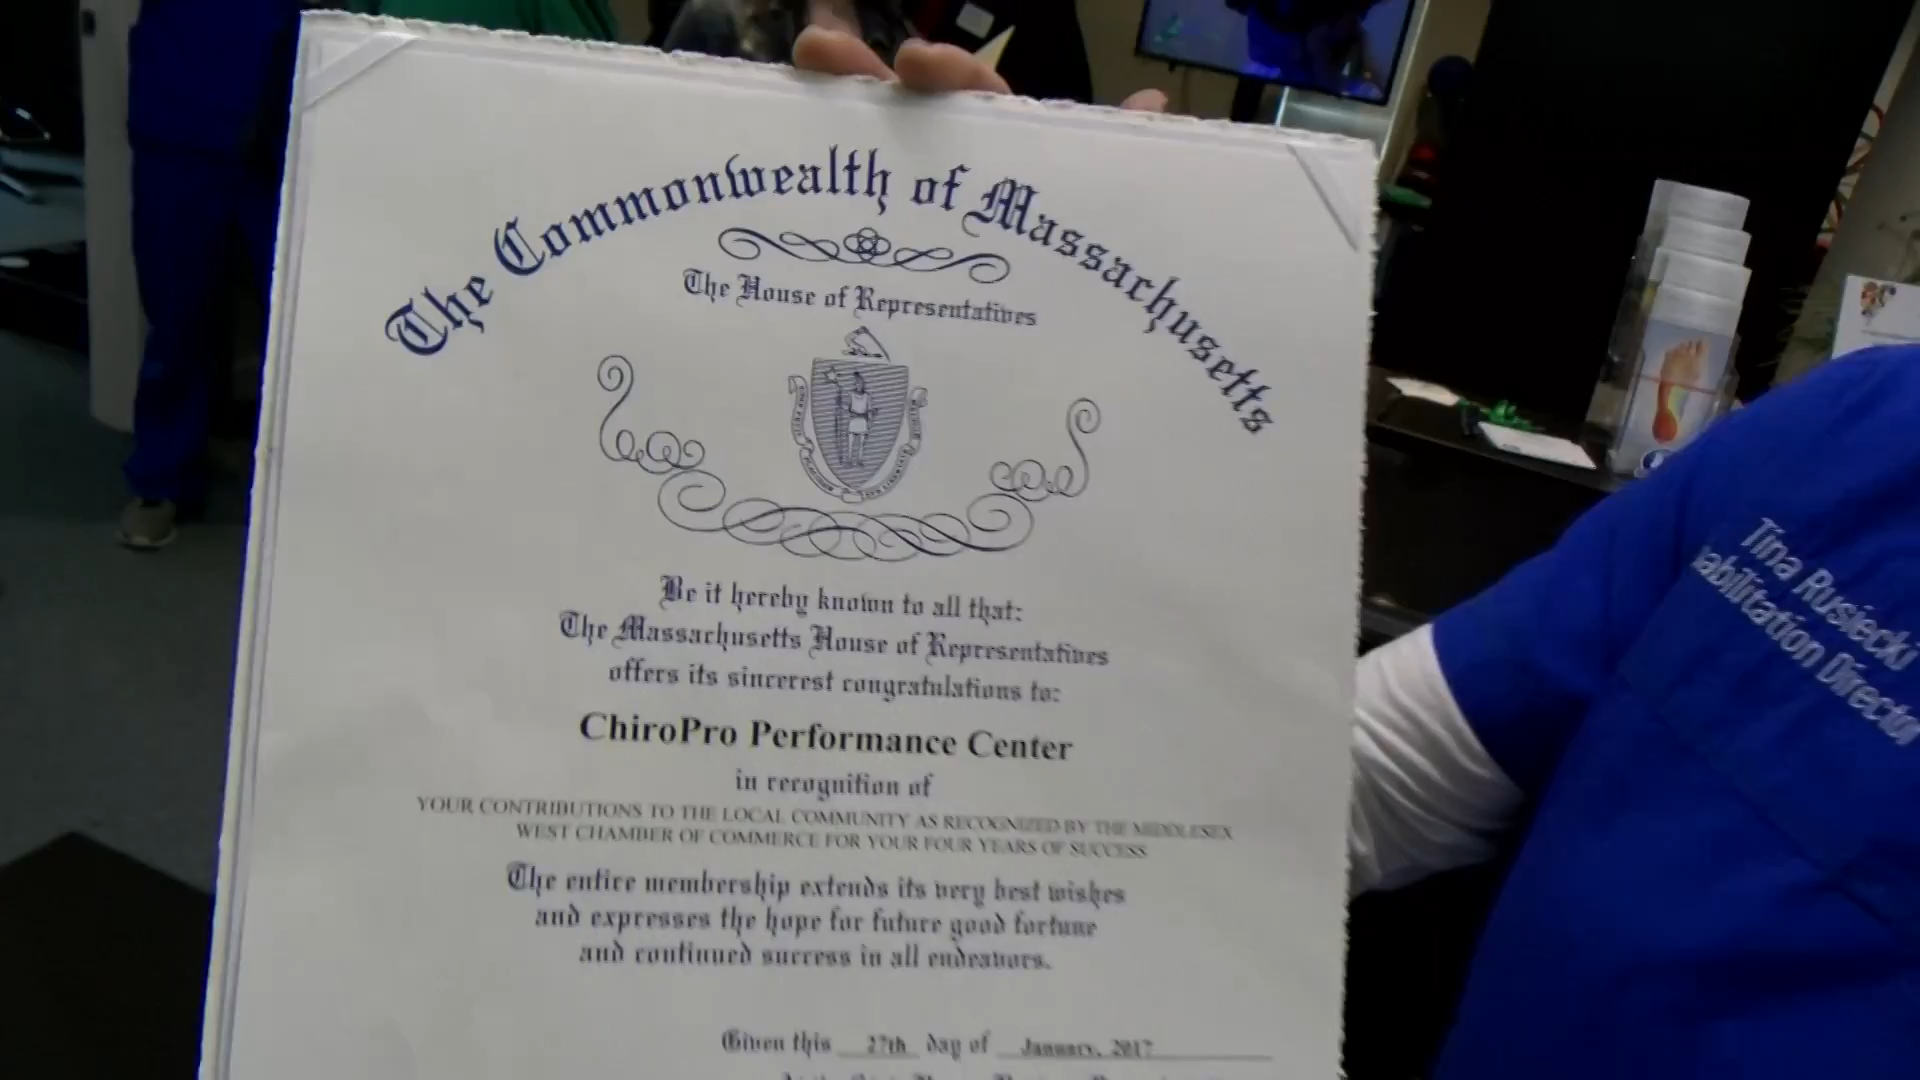 The Commonwealth of Massachusetts
The House of Representatives
Be it hereby known to all that:
The Massachusetts House of Representatives
offers its sincerest congratulations to:
ChiroPro Performance Center
in recognition of
YOUR CONTRIBUTIONS TO THE LOCAL COMMUNITY AS RECOGNIZED BY THE MIDDLESEX
WEST CHAMBER OF COMMERCE FOR YOUR FOUR YEARS OF SUCCESS
The entire membership extends its very best wishes
and expresses the hope for future good fortune
and continued success in all endeavors.
Given this 27th day of January, 2017
Tina Rusiecki
abilitation Director